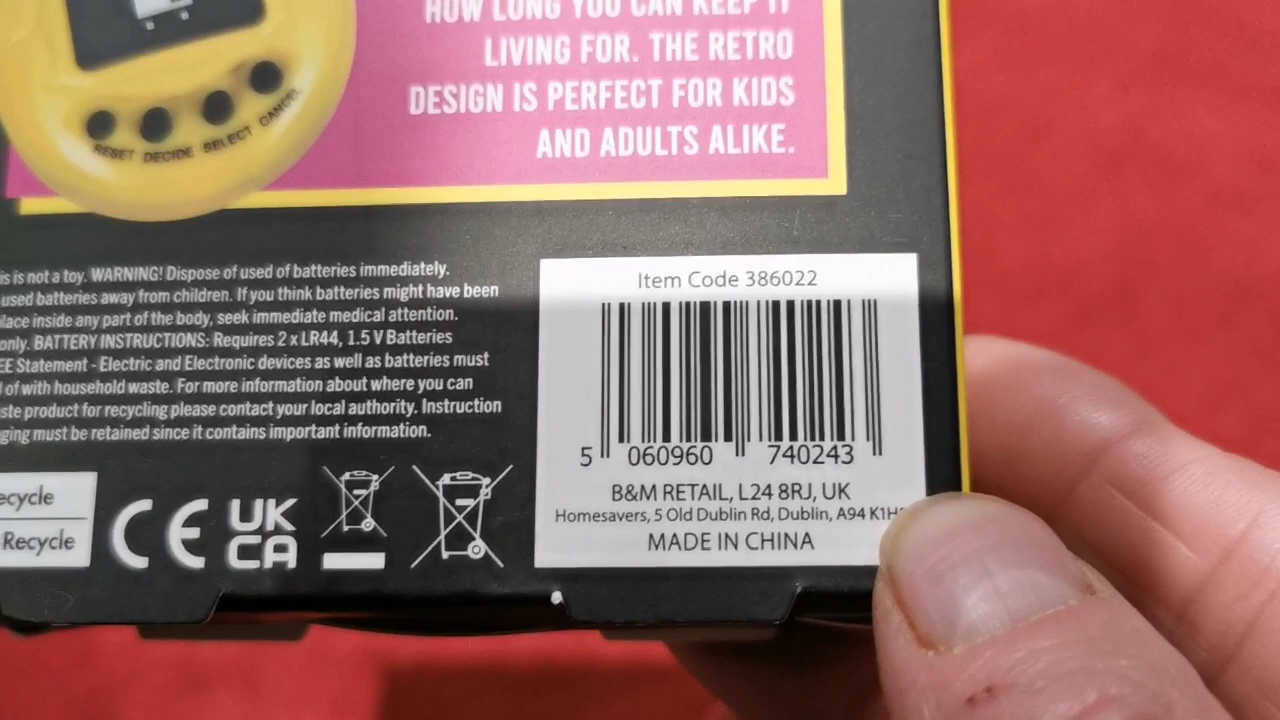 HOW LONG YOU CAN KEEP IT
LIVING FOR. THE RETRO
DESIGN IS PERFECT FOR KIDS
AND ADULTS ALIKE.
RESET DECIDE SELECT CANCEL
is is not a toy. WARNING! Dispose of used of batteries immediately.
used batteries away from children. If you think batteries might have been
lace inside any part of the body, seek immediate medical attention.
only. BATTERY INSTRUCTIONS: Requires 2 x LR44, 1.5 V Batteries
EE Statement - Electric and Electronic devices as well as batteries must
of with household waste. For more information about where you can
ste product for recycling please contact your local authority. Instruction
ging must be retained since it contains important information.
ecycle
Recycle
CE
UK
CA
Item Code 386022
5 060960 740243
B&M RETAIL, L24 8RJ, UK
Homesavers, 5 Old Dublin Rd, Dublin, A94
MADE IN CHINA